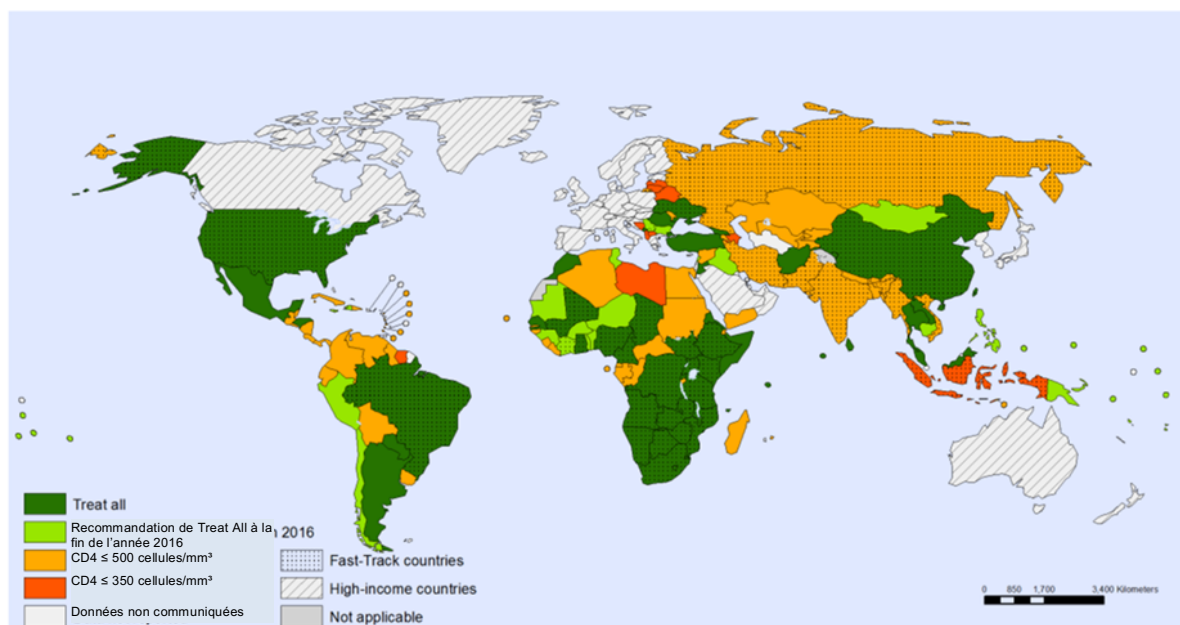 Treat all
Recommandation de Treat All à la
fin de l'année 2016
n 2016
CD4 ≤ 500 cellules/mm³
CD4 ≤ 350 cellules/mm³
Données non communiquées
Fast-Track countries
High-income countries
Not applicable
0 850 1,700 3,400 Kilometers